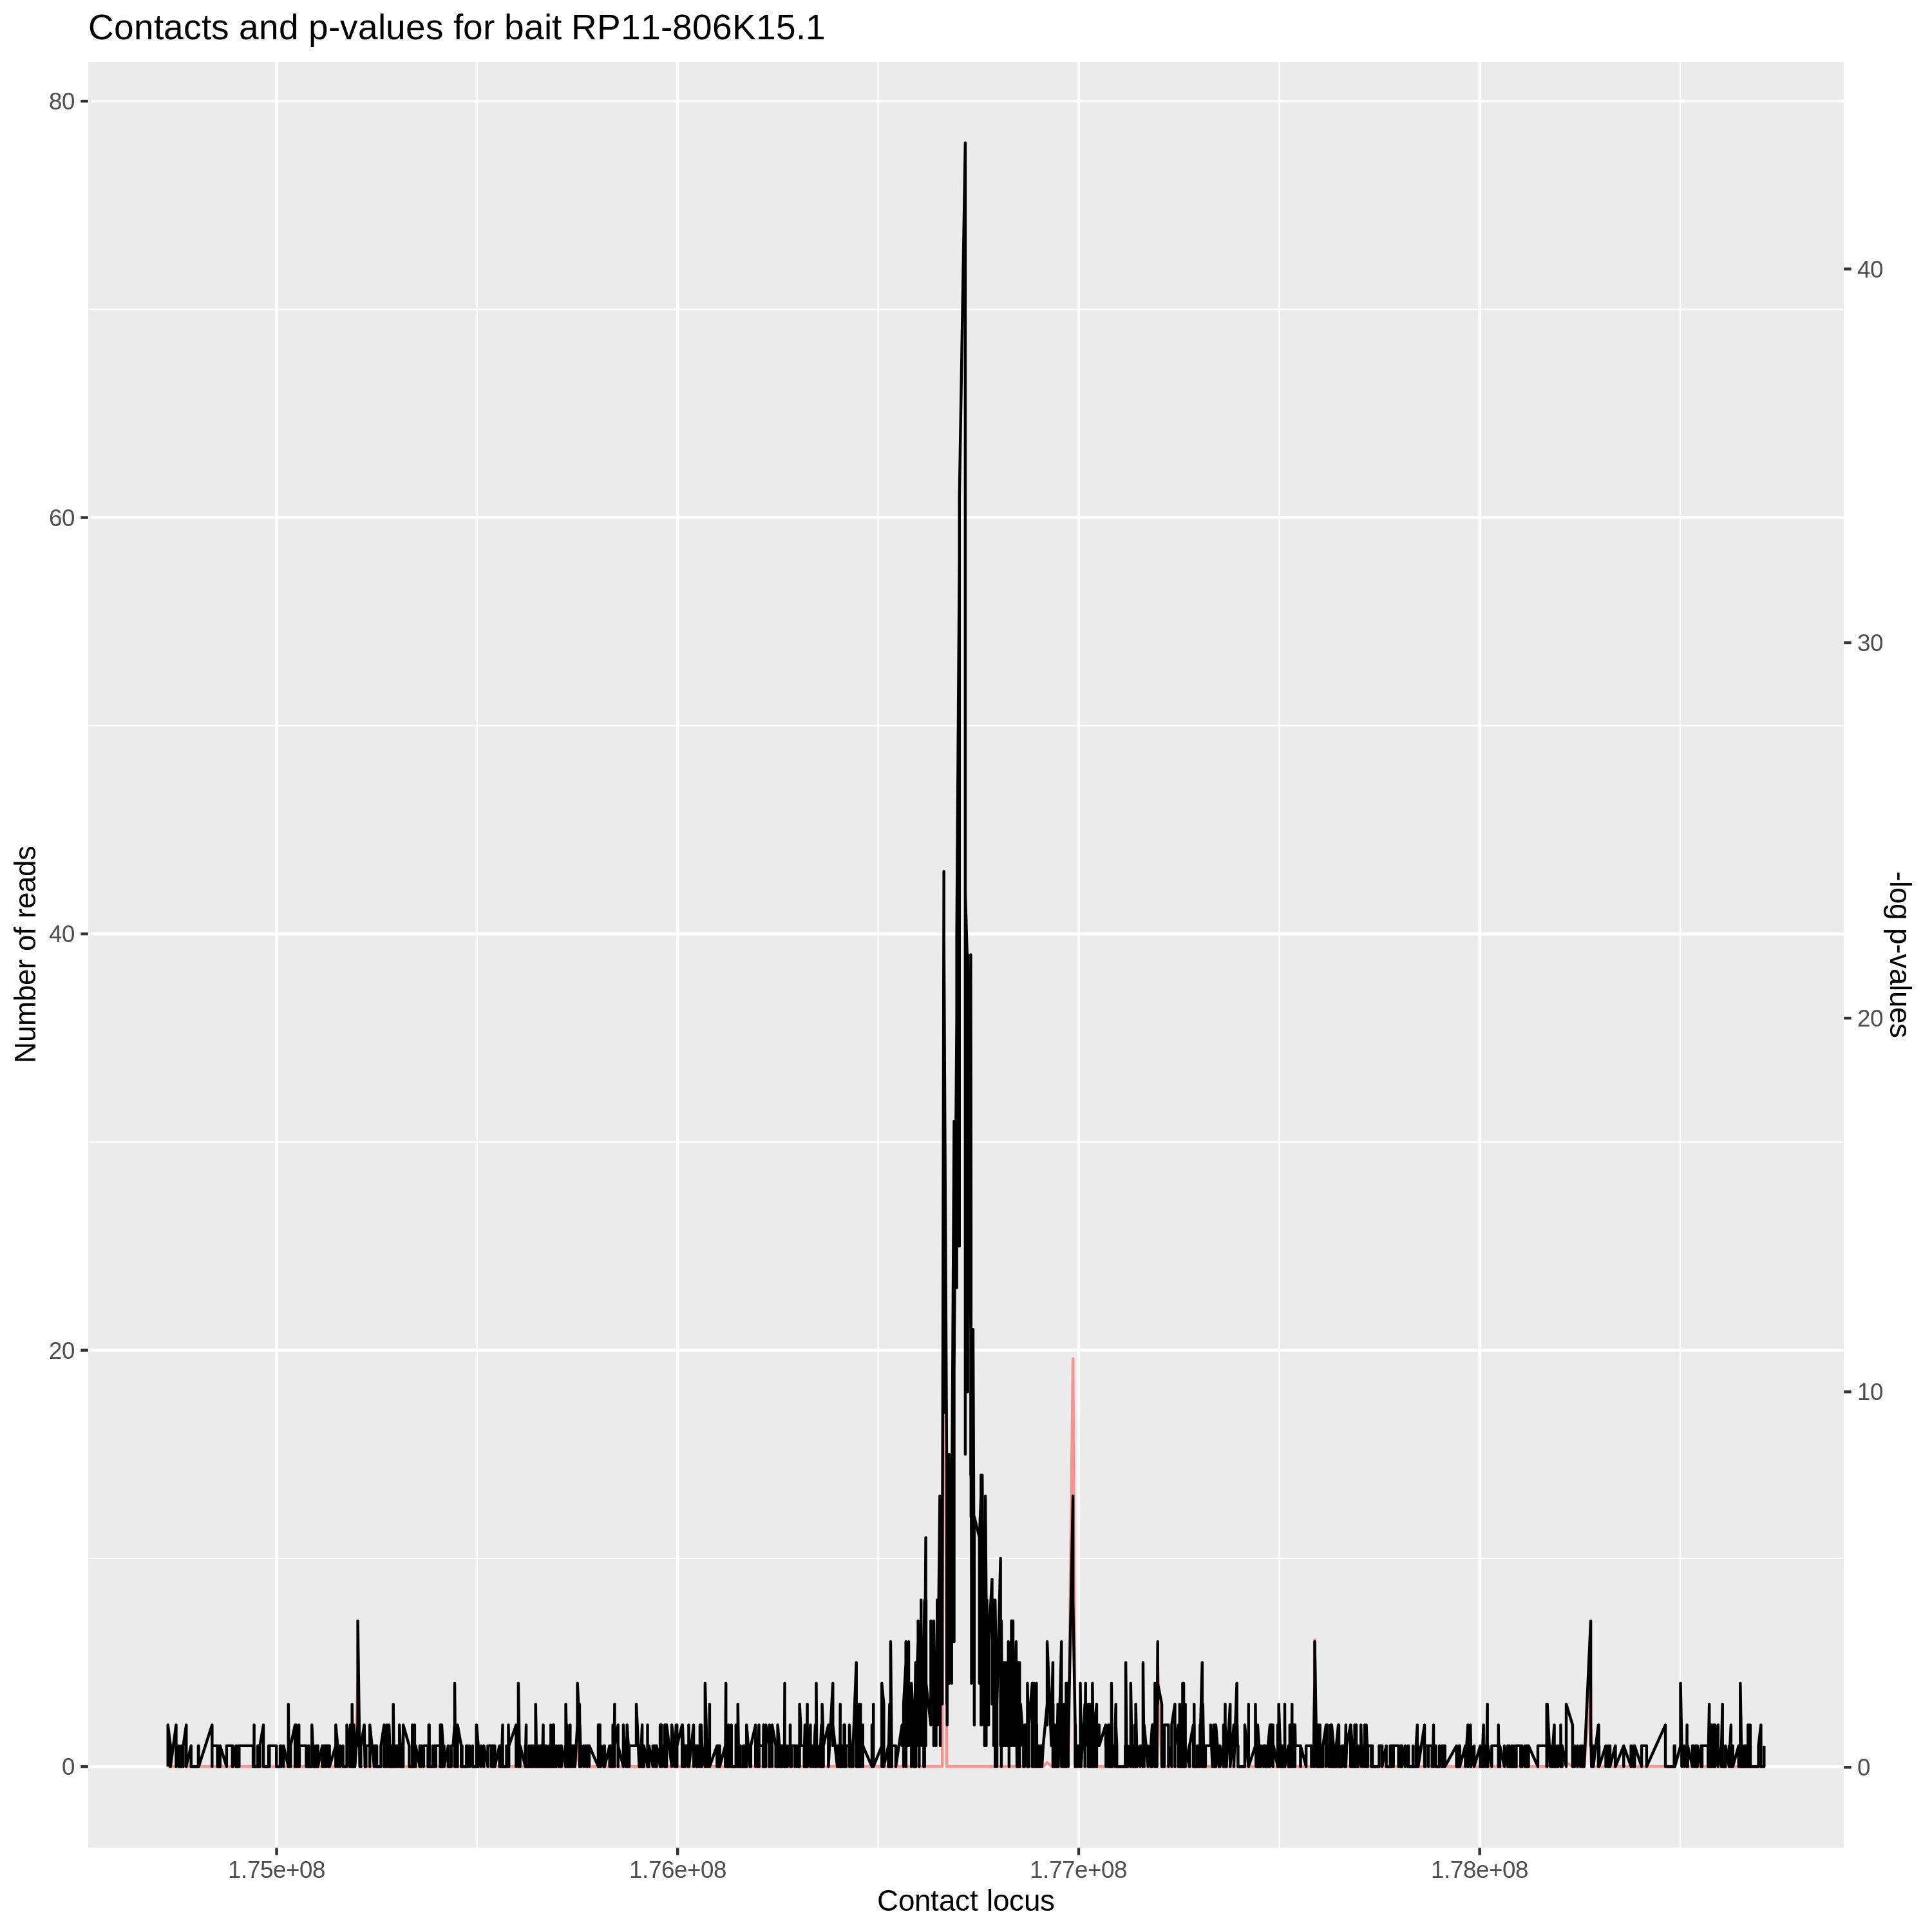 Contacts and p-values for bait RP11-806K15.1
80
60
40
20
0
Number of reads
40
30
20
10
0
-log p-values
1.75e+08
1.76e+08
1.77e+08
1.78e+08
Contact locus